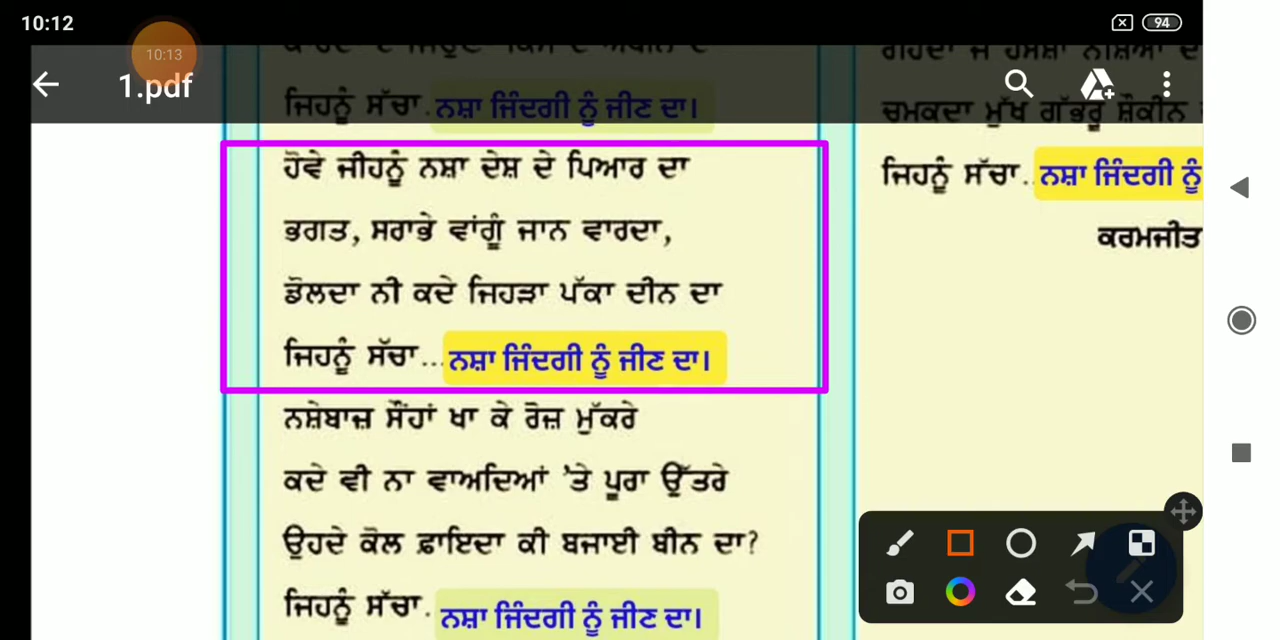 10:12
94
10:13
1.pdf
ਜਿਹਨੂੰ ਸੱਚਾ. ਨਸ਼ਾ ਜਿੰਦਗੀ ਨੂੰ ਜੀਣ ਦਾ।
ਹੋਵੇ ਜੀਹਨੂੰ ਨਸ਼ਾ ਦੇਸ਼ ਦੇ ਪਿਆਰ ਦਾ
ਭਗਤ, ਸਰਾਭੇ ਵਾਂਗੂੰ ਜਾਨ ਵਾਰਦਾ,
ਡੋਲਦਾ ਨੀ ਕਦੇ ਜਿਹੜਾ ਪੱਕਾ ਦੀਨ ਦਾ
ਜਿਹਨੂੰ ਸੱਚਾ... ਨਸ਼ਾ ਜਿੰਦਗੀ ਨੂੰ ਜੀਣ ਦਾ।
ਨਸ਼ੇਬਾਜ਼ ਸੌਂਹਾਂ ਖਾ ਕੇ ਰੋਜ਼ ਮੁੱਕਰੇ
ਕਦੇ ਵੀ ਨਾ ਵਾਅਦਿਆਂ 'ਤੇ ਪੂਰਾ ਉੱਤਰੇ
ਉਹਦੇ ਕੋਲ ਫ਼ਾਇਦਾ ਕੀ ਬਜਾਈ ਬੀਨ ਦਾ?
ਜਿਹਨੂੰ ਸੱਚਾ. ਨਸ਼ਾ ਜਿੰਦਗੀ ਨੂੰ ਜੀਣ ਦਾ।
ਚਮਕਦਾ ਮੁੱਖ ਗੱਭਰੂ ਸ਼ੌਕੀਨ
ਜਿਹਨੂੰ ਸੱਚਾ.. ਨਸ਼ਾ ਜਿੰਦਗੀ ਨੂੰ
ਕਰਮਜੀਤ